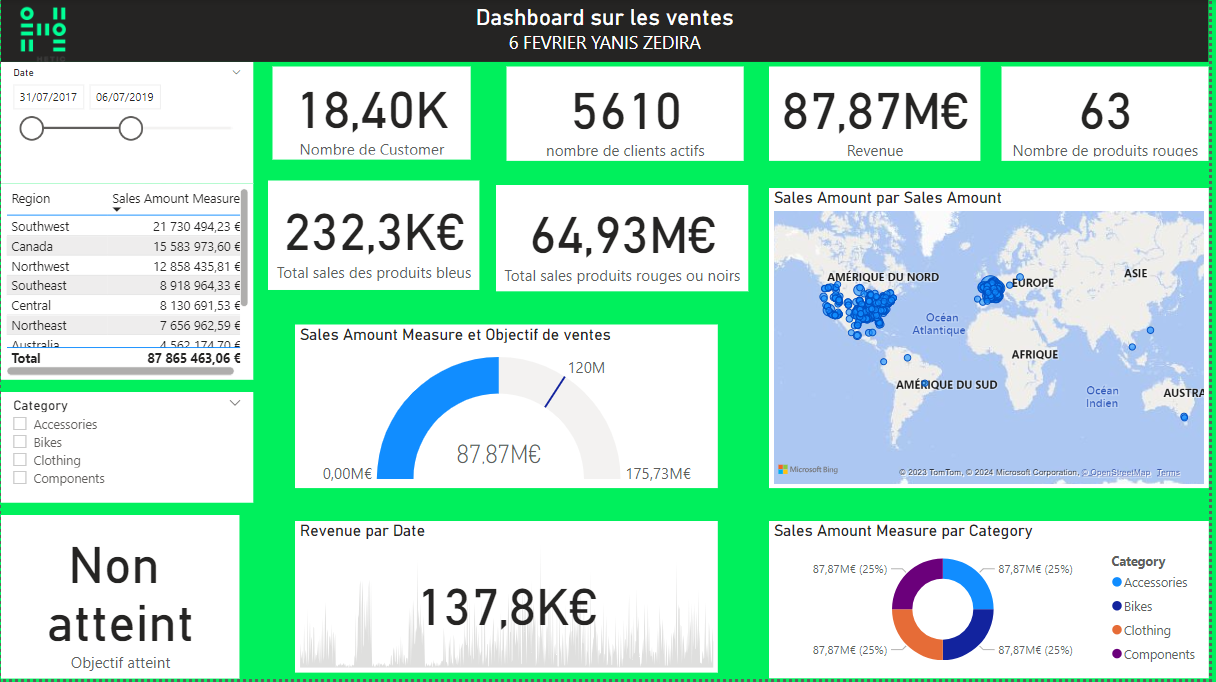 Dashboard sur les ventes
6 FEVRIER YANIS ZEDIRA
Date
31/07/2017 06/07/2019
18,40K
Nombre de Customer
5610
nombre de clients actifs
87,87M€
Revenue
63
Nombre de produits rouges
Region Sales Amount Measure
Southwest 21 730 494,23 €
Canada 15 583 973,60 €
Northwest 12 858 435,81 €
Southeast 8 918 964,33 €
Central 8 130 691,53 €
Northeast 7 656 962,59 €
Australia 4 562 174,70 €
Total 87 865 463,06 €
232,3K€
Total sales des produits bleus
64,93M€
Total sales produits rouges ou noirs
Sales Amount par Sales Amount
AMÉRIQUE DU NORD
EUROPE
ASIE
Océan
Atlantique
AFRIQUE
AMÉRIQUE DU SUD
Océan
Indien
AUSTRA
Microsoft Bing
© 2023 TomTom, © 2024 Microsoft Corporation, © OpenStreetMap Terms
Sales Amount Measure et Objectif de ventes
120M
87,87M€
0,00M€
175,73M€
Category
Accessories
Bikes
Clothing
Components
Non
atteint
Objectif atteint
Revenue par Date
137,8K€
Sales Amount Measure par Category
87,87M€ (25%)
87,87M€ (25%)
87,87M€ (25%)
87,87M€ (25%)
Category
Accessories
Bikes
Clothing
Components